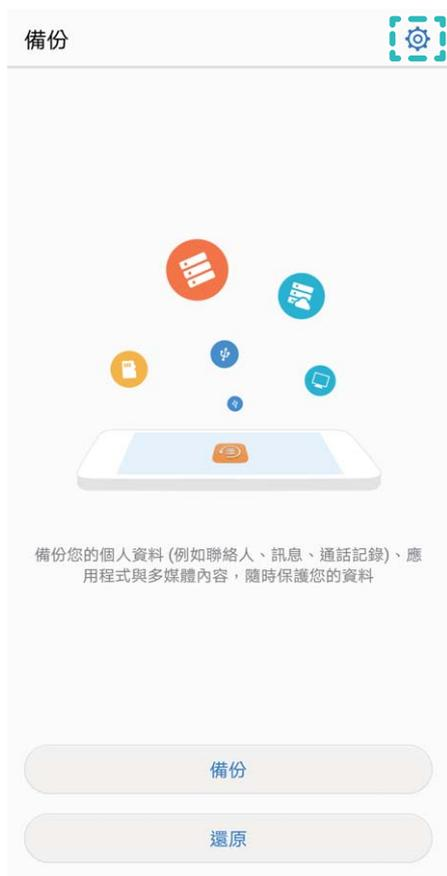 備份
備份您的個人資料 (例如聯絡人、訊息、通話記錄)、應
用程式與多媒體內容，隨時保護您的資料
備份
還原